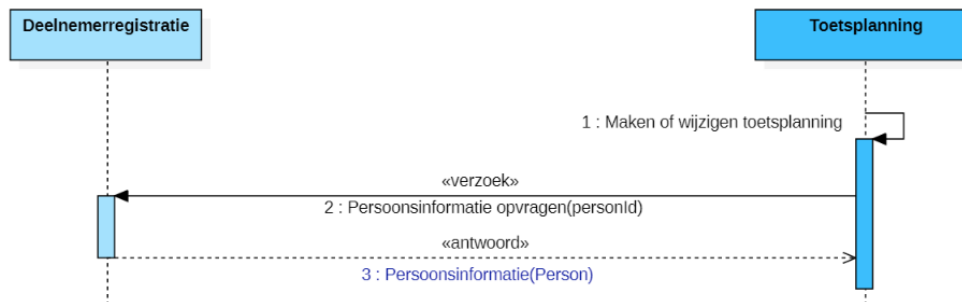 Deelnemerregistratie
Toetsplanning
1 : Maken of wijzigen toetsplanning
«verzoek»
2 : Persoonsinformatie opvragen(personId)
«antwoord»
3 : Persoonsinformatie(Person)